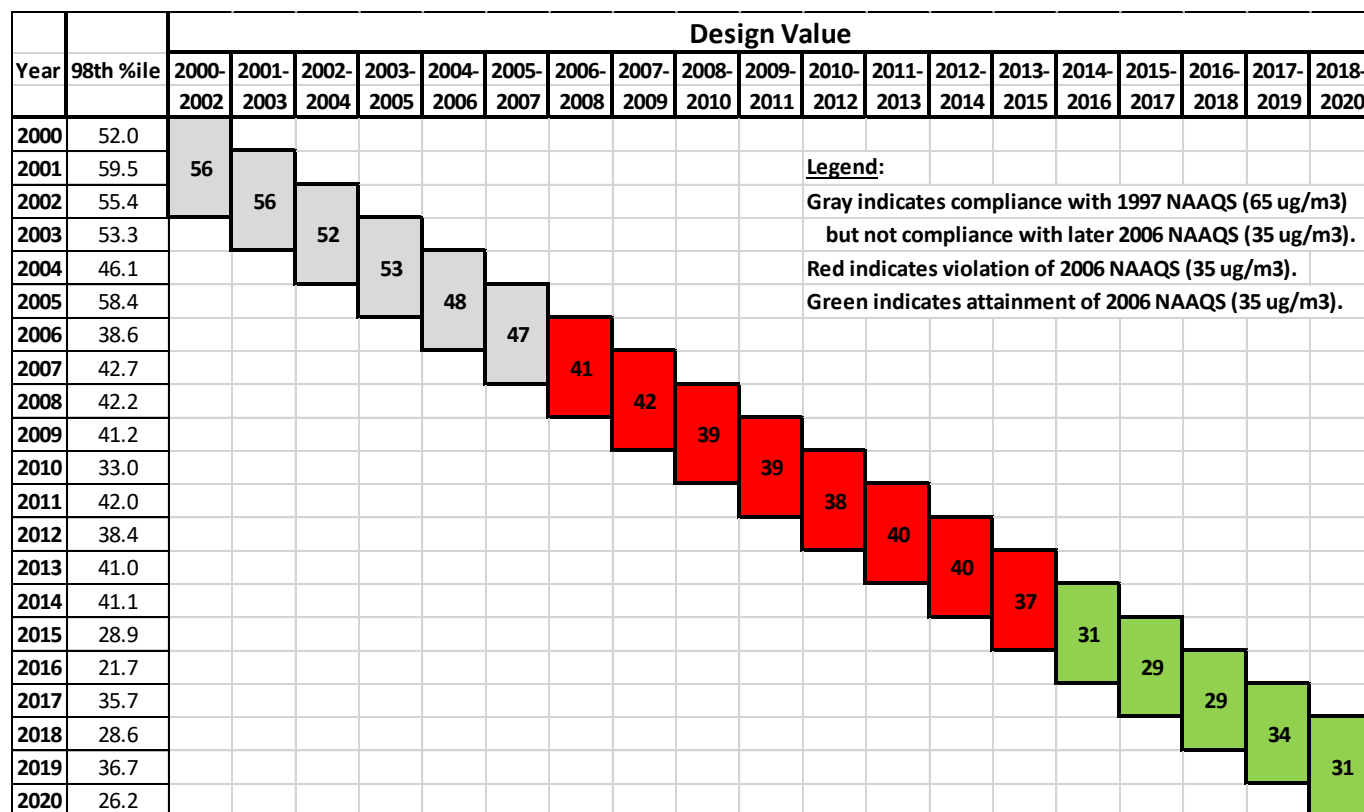 Design Value
Year 98th %ile 2000- 2001- 2002- 2003- 2004- 2005- 2006- 2007- 2008- 2009- 2010- 2011- 2012- 2013- 2014- 2015- 2016- 2017- 2018-
2002 2003 2004 2005 2006 2007 2008 2009 2010 2011 2012 2013 2014 2015 2016 2017 2018 2019 2020
2000 52.0
2001 59.5 56 Legend:
2002 55.4 56 Gray indicates compliance with 1997 NAAQS (65 ug/m3)
2003 53.3 52 but not compliance with later 2006 NAAQS (35 ug/m3).
2004 46.1 53 Red indicates violation of 2006 NAAQS (35 ug/m3).
2005 58.4 48 Green indicates attainment of 2006 NAAQS (35 ug/m3).
2006 38.6 47
2007 42.7 41
2008 42.2 42
2009 41.2 39
2010 33.0 39
2011 42.0 38
2012 38.4 40
2013 41.0 40
2014 41.1 37
2015 28.9 31
2016 21.7 29
2017 35.7 29
2018 28.6 34
2019 36.7 31
2020 26.2